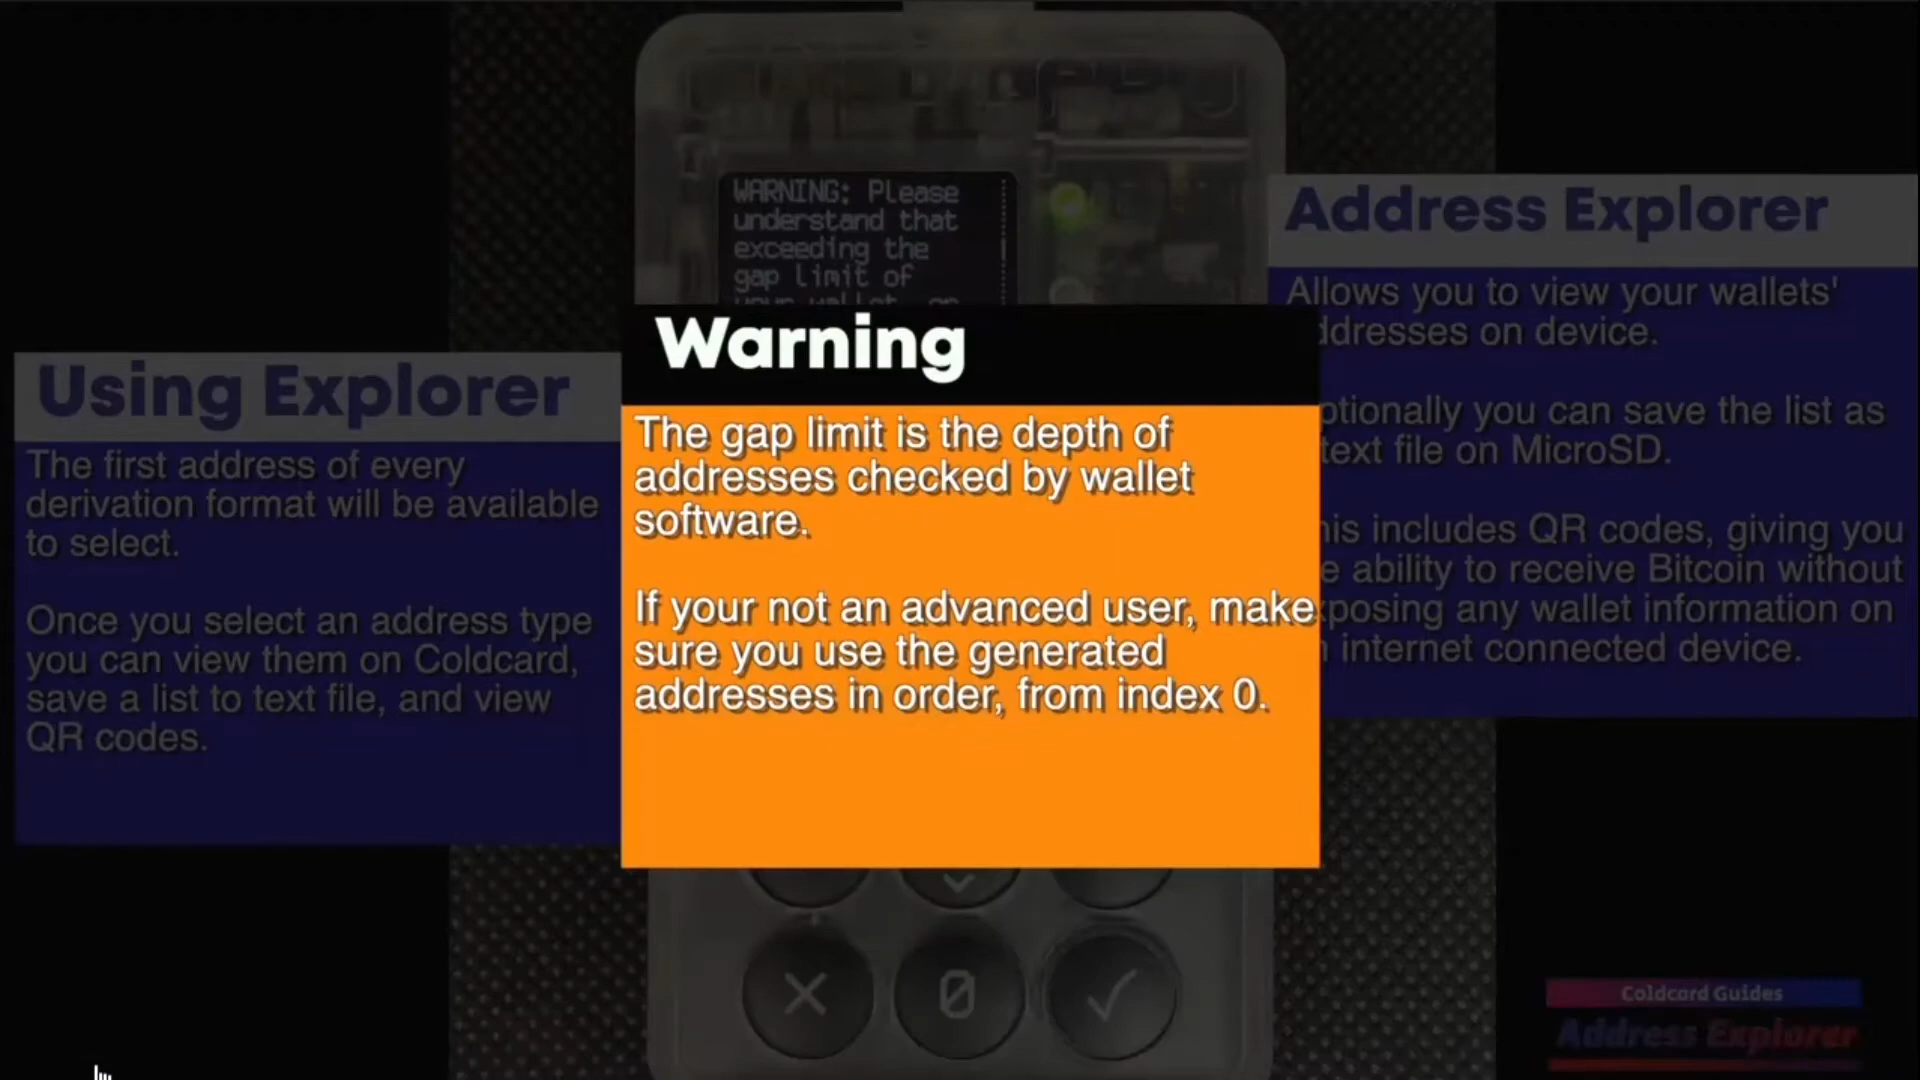 WARNING: Please
understand that
exceeding the
gap limit of
Warning
The gap limit is the depth of
addresses checked by wallet
software.
If your not an advanced user, make
sure you use the generated
addresses in order, from index 0.
Using Explorer
The first address of every
derivation format will be available
to select.
Once you select an address type
you can view them on Coldcard,
save a list to text file, and view
QR codes.
Address Explorer
Allows you to view your wallets'
ddresses on device.
ptionally you can save the list as
text file on MicroSD.
his includes QR codes, giving you
e ability to receive Bitcoin without
xposing any wallet information on
internet connected device.
0
Coldcard Guides
Address Explorer